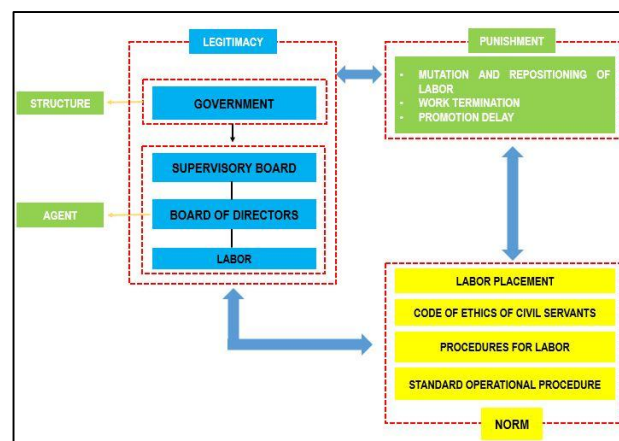 LEGITIMACY
PUNISHMENT
- MUTATION AND REPOSITIONING OF
LABOR
- WORK TERMINATION
- PROMOTION DELAY
STRUCTURE
GOVERNMENT
SUPERVISORY BOARD
AGENT
BOARD OF DIRECTORS
LABOR
LABOR PLACEMENT
CODE OF ETHICS OF CIVIL SERVANTS
PROCEDURES FOR LABOR
STANDARD OPERATIONAL PROCEDURE
NORM